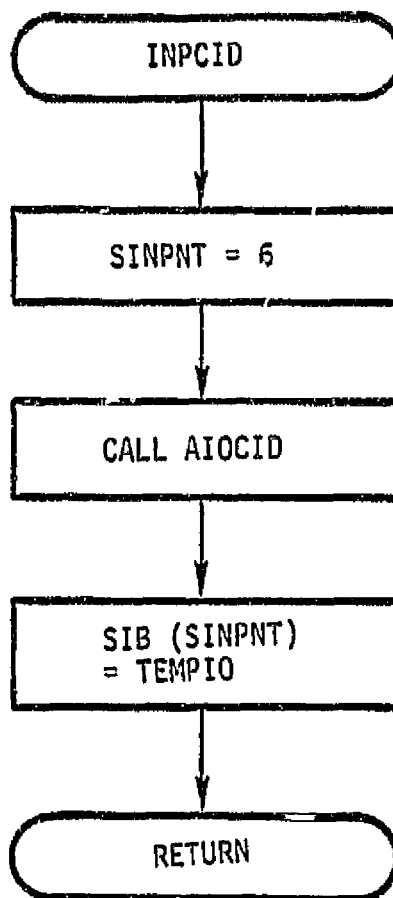 INPCID
SINPNT = 6
CALL AIOCID
SIB (SINPNT)
= TEMPIO
RETURN